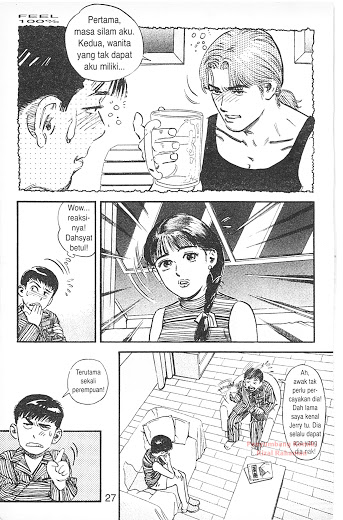 FEEL
100%
Pertama,
masa silam aku.
Kedua, wanita
yang tak dapat
aku miliki...
Wow...
reaksi-
nya!
Dahsyat
betul!
Terutama
sekali
perempuan!
Ah,
awak tak
perlu per-
cayakan dia!
Dah lama
saya kenal
Jerry tu. Dia
selalu dapat
apa yang
dia nak!
27